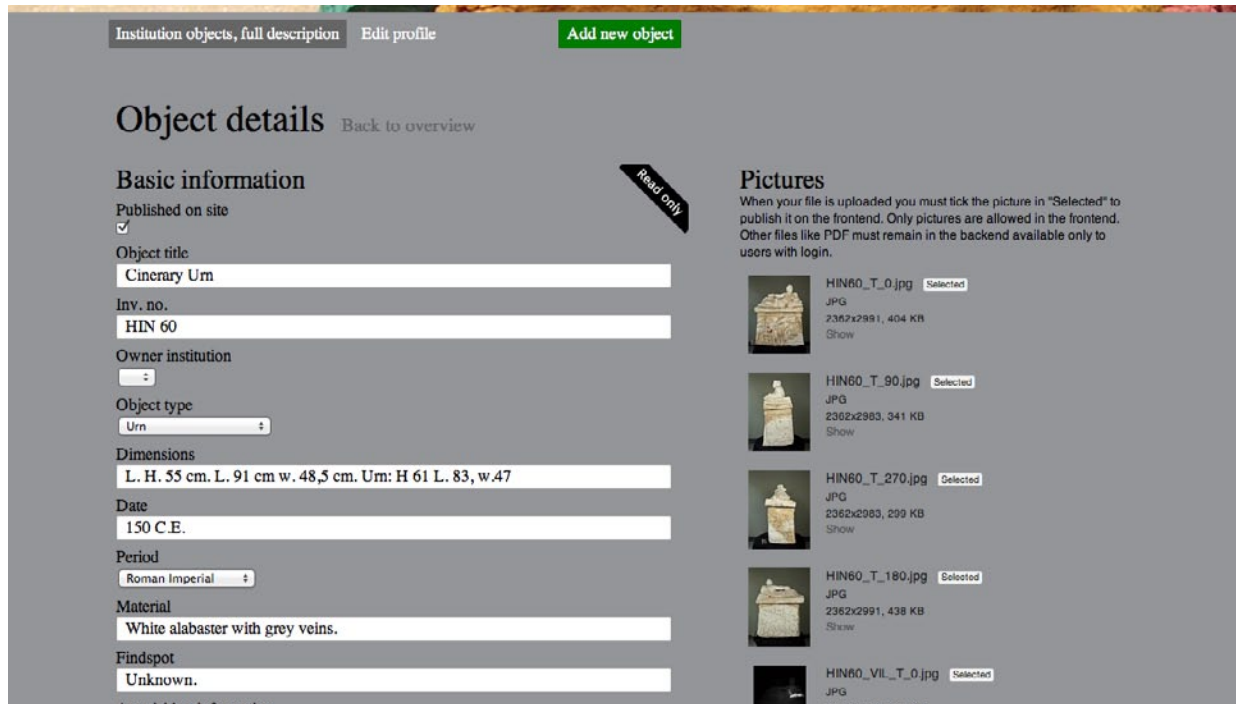 Institution objects, full description Edit profile Add new object
Object details Back to overview
Basic information
Read only
Published on site
Object title
Cinerary Urn
Inv. no.
HIN 60
Owner institution
Object type
Urn
Dimensions
L. H. 55 cm. L. 91 cm w. 48,5 cm. Urn: H 61 L. 83, w.47
Date
150 C.E.
Period
Roman Imperial
Material
White alabaster with grey veins.
Findspot
Unknown.
Pictures
When your file is uploaded you must tick the picture in "Selected" to
publish it on the frontend. Only pictures are allowed in the frontend.
Other files like PDF must remain in the backend available only to
users with login.
HIN60_T_0.jpg Selected
JPG
2362x2991, 404 KB
Show
HIN60_T_90.jpg Selected
JPG
2362x2983, 341 KB
Show
HIN60_T_270.jpg Selected
JPG
2362x2983, 299 KB
Show
HIN60_T_180.jpg Selected
JPG
2362x2991, 438 KB
Show
HIN60_VIL_T_0.jpg Selected
JPG